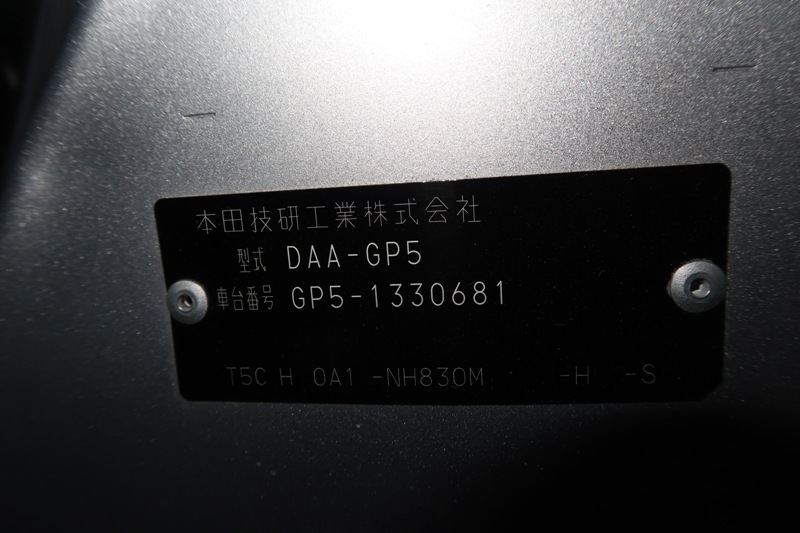 本田技研工業株式会社
型式 DAA-GP5
車台番号 GP5-1330681
T5C H 0A1 -NH830M -H -S